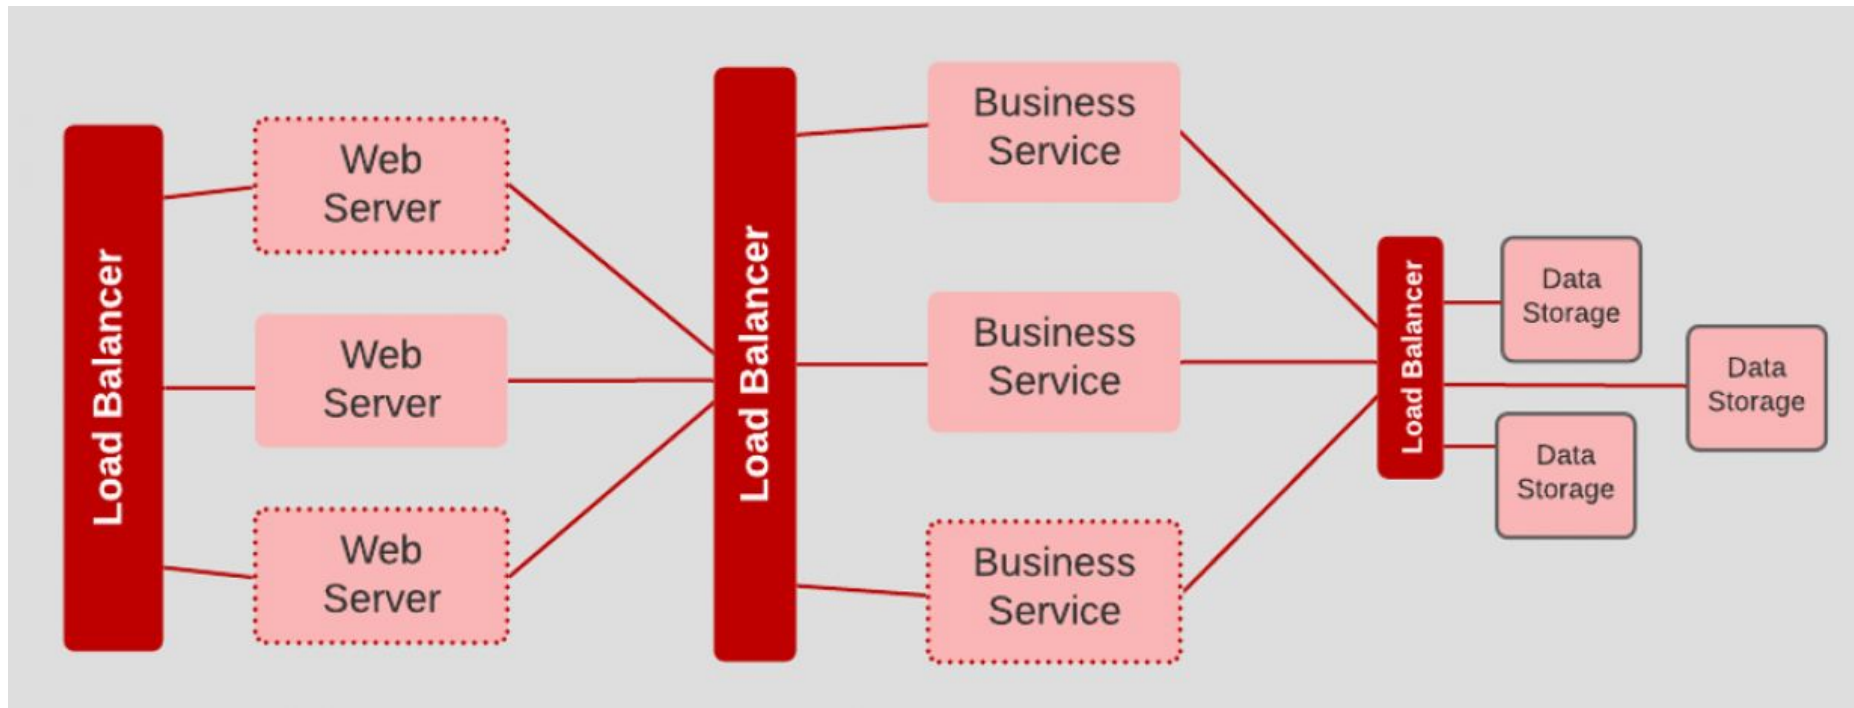 Load Balancer
Web
Server
Web
Server
Web
Server
Load Balancer
Business
Service
Business
Service
Business
Service
Load Balancer
Data
Storage
Data
Storage
Data
Storage